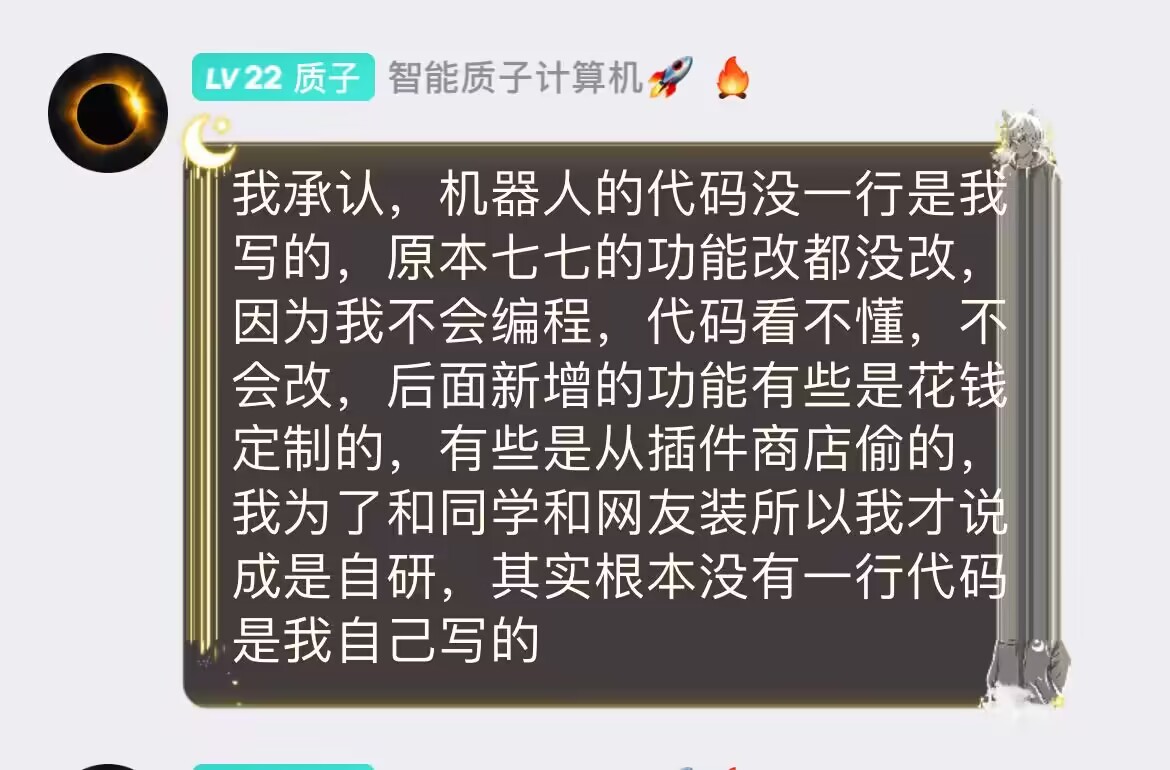 LV 22 质子 智能质子计算机🚀 🔥
我承认，机器人的代码没一行是我
写的，原本七七的功能改都没改，
因为我不会编程，代码看不懂，不
会改，后面新增的功能有些是花钱
定制的，有些是从插件商店偷的，
我为了和同学和网友装所以我才说
成是自研，其实根本没有一行代码
是我自己写的